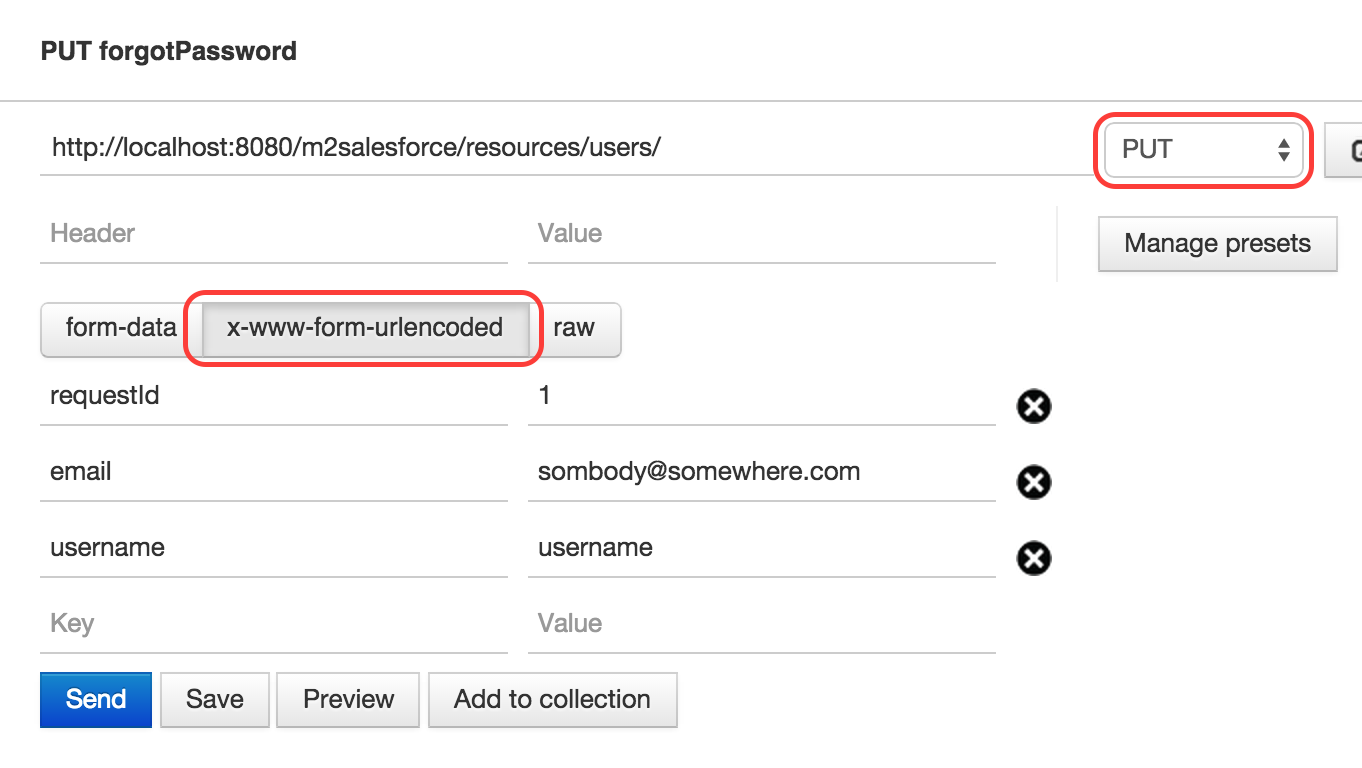 PUT forgotPassword
http://localhost:8080/m2salesforce/resources/users/ PUT
Header Value Manage presets
form-data x-www-form-urlencoded raw
requestId 1
email sombody@somewhere.com
username username
Key Value
Send Save Preview Add to collection